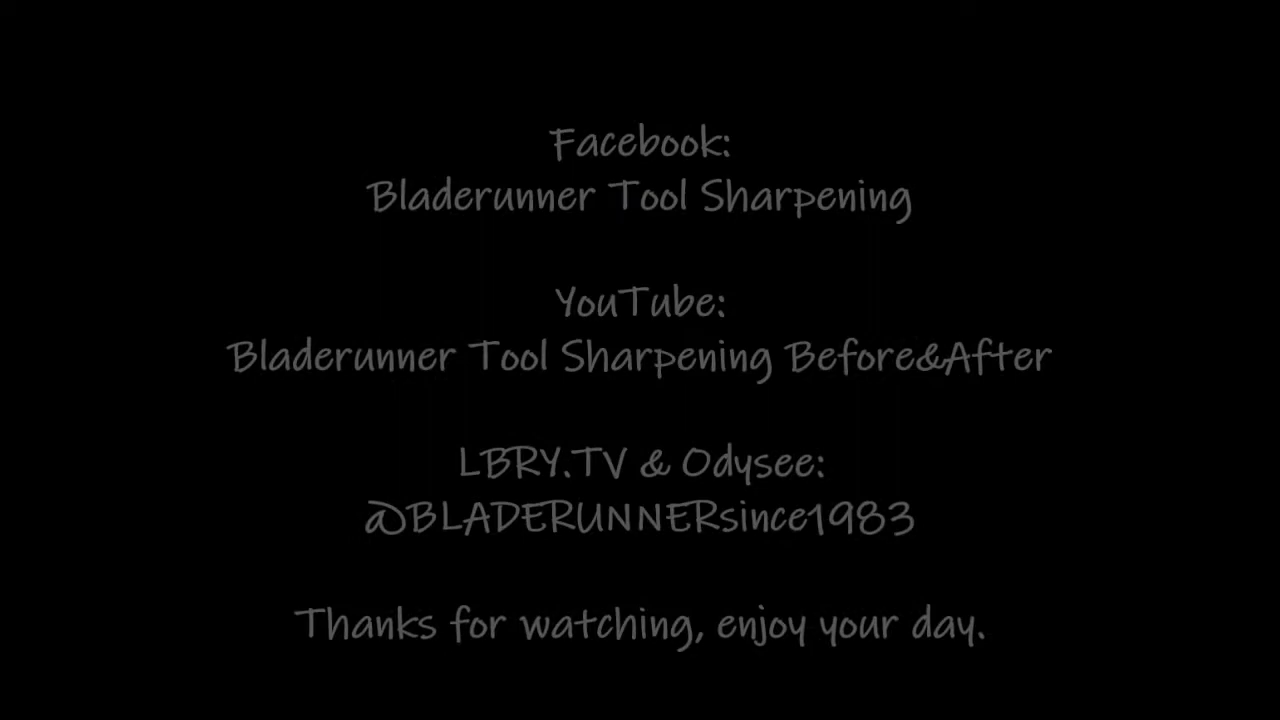 Facebook:
Bladerunner Tool Sharpening
YouTube:
Bladerunner Tool Sharpening Before&After
LBRY.TV & Odysee:
@BLADERUNNERsince1983
Thanks for watching, enjoy your day.